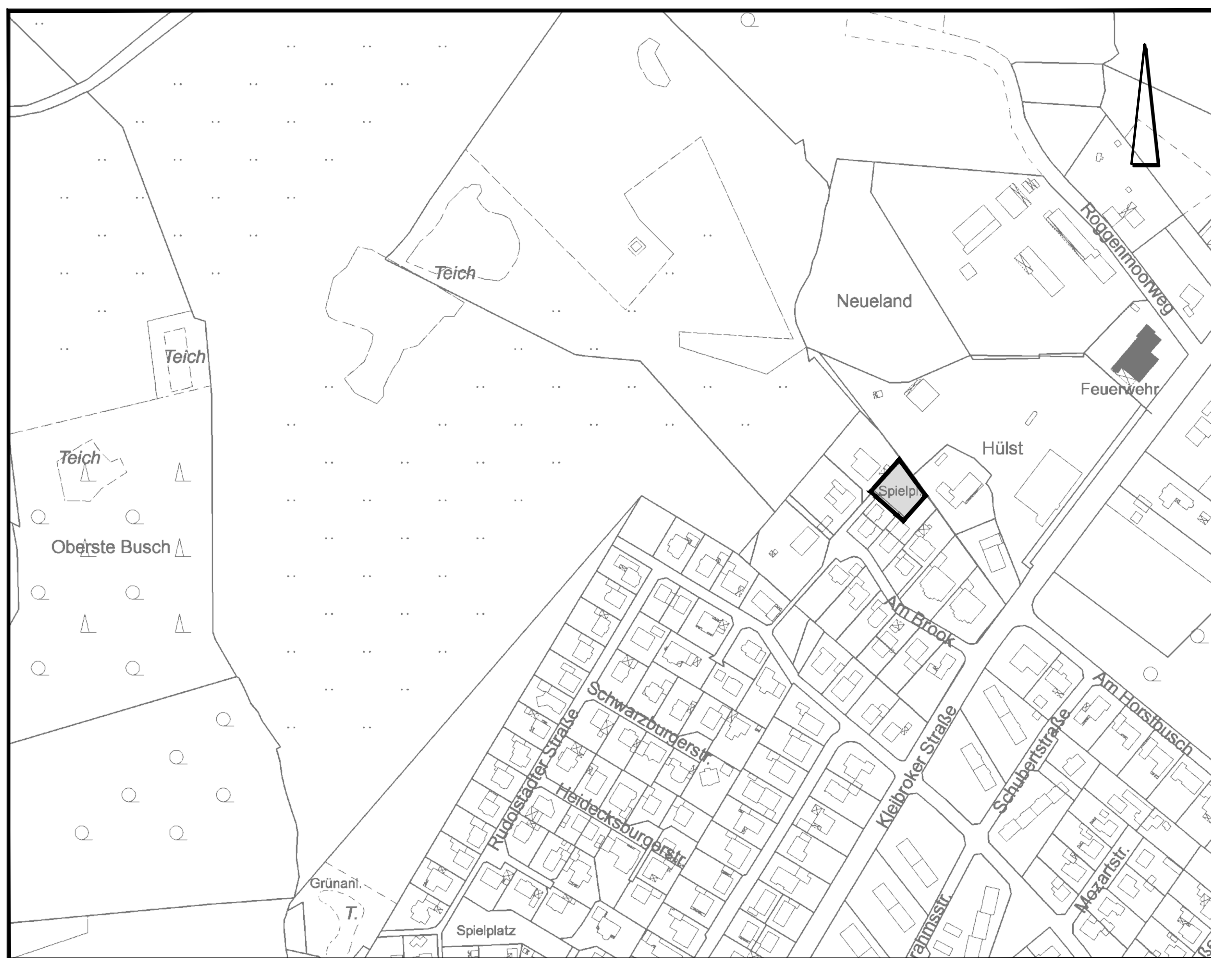 Roggenmoorweg
Teich
Neueland
Teich
Feuerwehr
Hülst
Teich
Spielpl.
Oberste Busch
Am Brook
Am Horstbusch
Schwarzburgerstr.
Rudolstädter Straße
Kleibroker Straße
Schubertstraße
Heidecksburgerstr.
Mozartstr.
Grünanl.
T.
Spielplatz
rahmsstr.